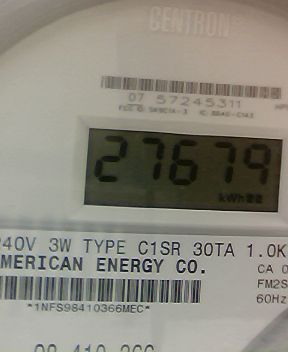 CENTRON®
07 57245311
27679
kWh
240V 3W TYPE C1SR 30TA 1.0K
AMERICAN ENERGY CO.
CA 0
FM2S
60Hz
*1NFS98410366MEC*